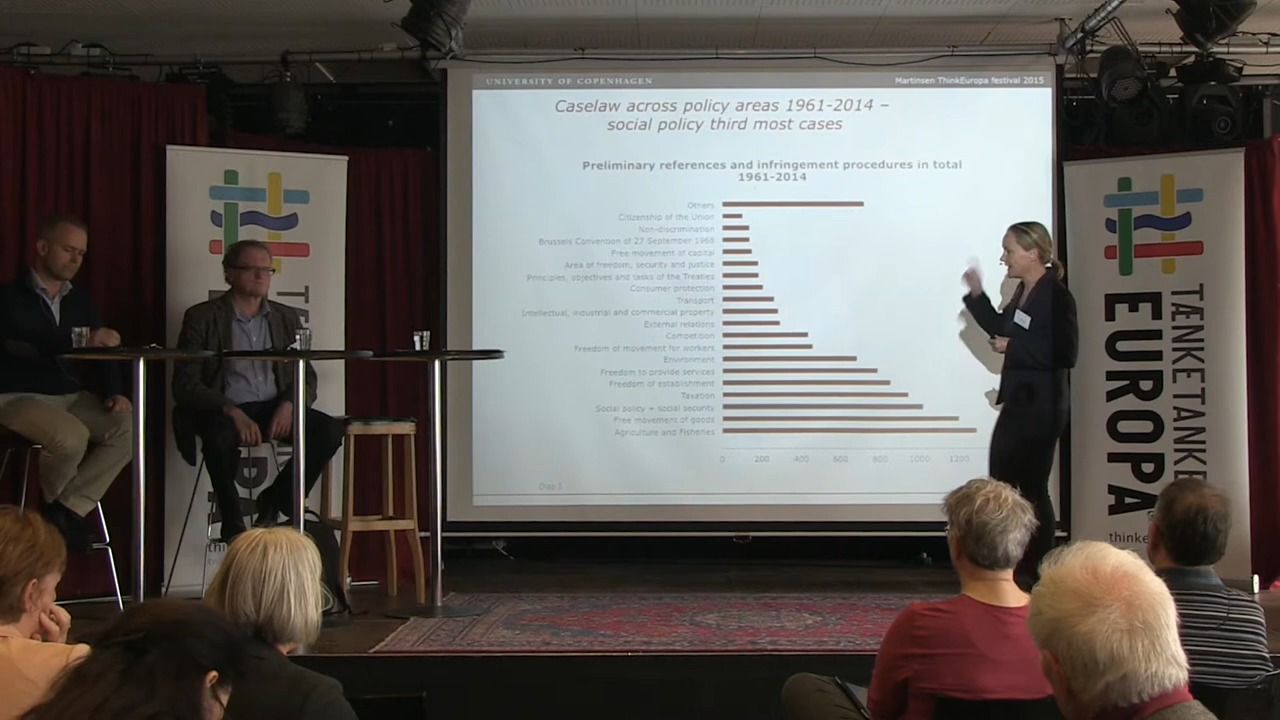 UNIVERSITY OF COPENHAGEN
Martinsen ThinkEuropa festival 2015
Caselaw across policy areas 1961-2014 –
social policy third most cases
Preliminary references and infringement procedures in total
1961-2014
Others
Citizenship of the Union
Non-discrimination
Brussels Convention of 27 September 1968
Free movement of capital
Area of freedom, security and justice
Principles, objectives and tasks of the Treaties
Consumer protection
Transport
Intellectual, industrial and commercial property
External relations
Competition
Freedom of movement for workers
Environment
Freedom to provide services
Freedom of establishment
Taxation
Social policy + social security
Free movement of goods
Agriculture and Fisheries
0 200 400 600 800 1000 1200
Dias 5
TÆNKETANKE
EUROPA
thinke